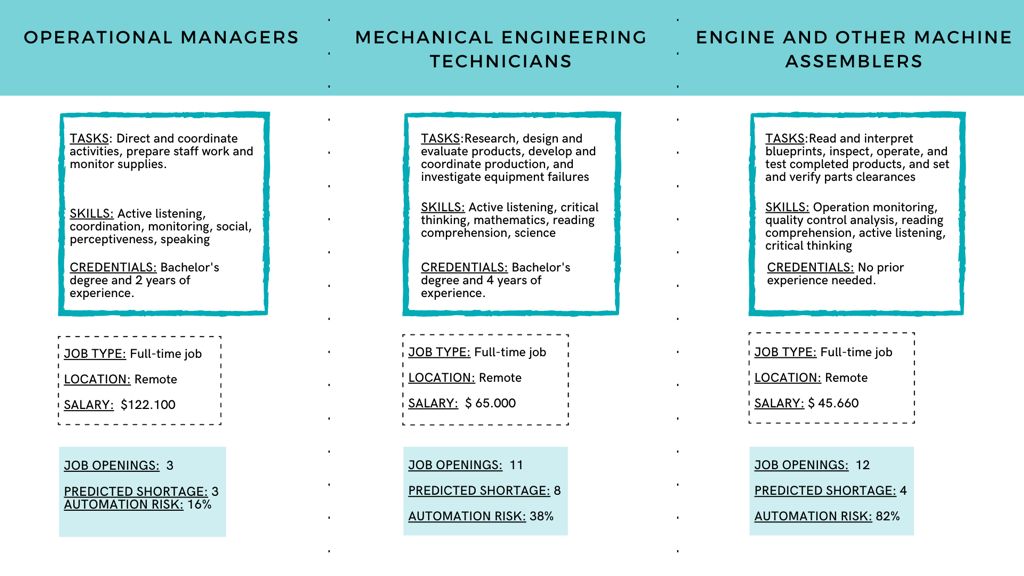 OPERATIONAL MANAGERS
TASKS: Direct and coordinate
activities, prepare staff work and
monitor supplies.
SKILLS: Active listening,
coordination, monitoring, social,
perceptiveness, speaking
CREDENTIALS: Bachelor's
degree and 2 years of
experience.
JOB TYPE: Full-time job
LOCATION: Remote
SALARY: $122.100
JOB OPENINGS: 3
PREDICTED SHORTAGE: 3
AUTOMATION RISK: 16%
MECHANICAL ENGINEERING
TECHNICIANS
TASKS:Research, design and
evaluate products, develop and
coordinate production, and
investigate equipment failures
SKILLS: Active listening, critical
thinking, mathematics, reading
comprehension, science
CREDENTIALS: Bachelor's
degree and 4 years of
experience.
JOB TYPE: Full-time job
LOCATION: Remote
SALARY: $ 65.000
JOB OPENINGS: 11
PREDICTED SHORTAGE: 8
AUTOMATION RISK: 38%
ENGINE AND OTHER MACHINE
ASSEMBLERS
TASKS:Read and interpret
blueprints, inspect, operate, and
test completed products, and set
and verify parts clearances
SKILLS: Operation monitoring,
quality control analysis, reading
comprehension, active listening,
critical thinking
CREDENTIALS: No prior
experience needed.
JOB TYPE: Full-time job
LOCATION: Remote
SALARY: $ 45.660
JOB OPENINGS: 12
PREDICTED SHORTAGE: 4
AUTOMATION RISK: 82%